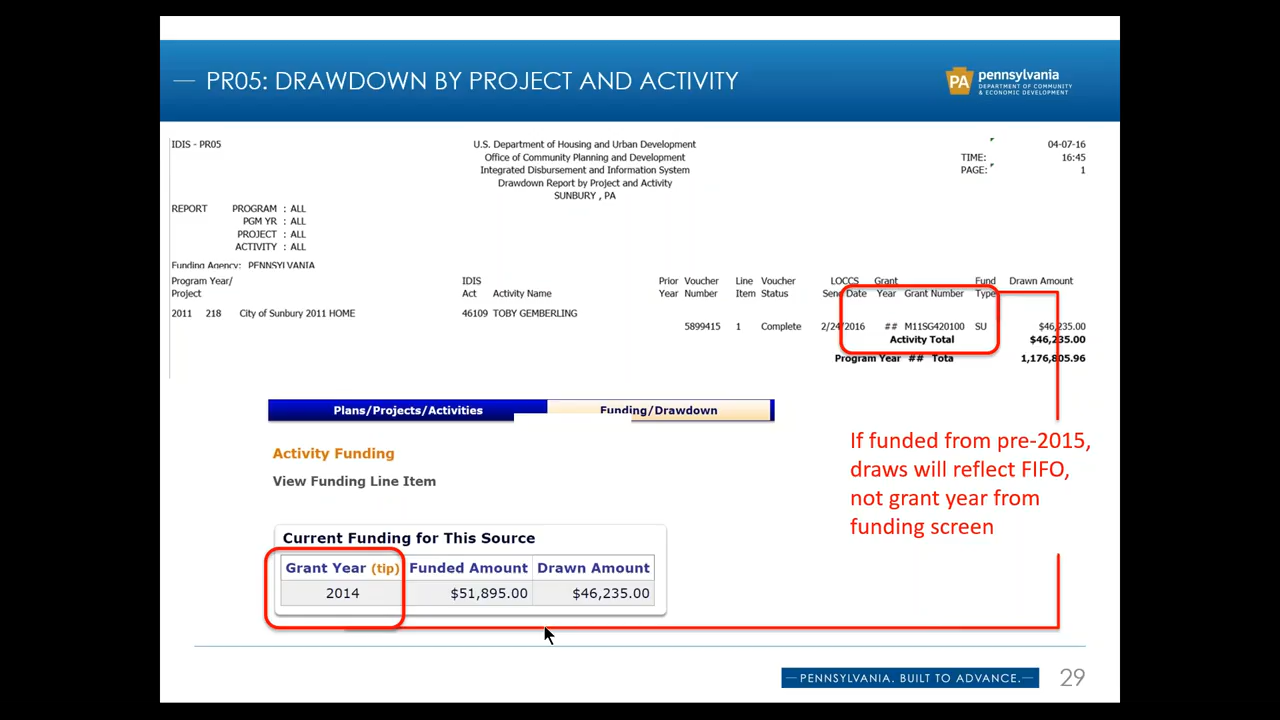 PR05: DRAWDOWN BY PROJECT AND ACTIVITY
PA
pennsylvania
DEPARTMENT OF COMMUNITY
& ECONOMIC DEVELOPMENT
IDIS - PR05
U.S. Department of Housing and Urban Development
04-07-16
Office of Community Planning and Development
TIME: 16:45
Integrated Disbursement and Information System
PAGE: 1
Drawdown Report by Project and Activity
SUNBURY , PA
REPORT PROGRAM : ALL
PGM YR : ALL
PROJECT : ALL
ACTIVITY : ALL
Funding Agency: PENNSYLVANIA
Program Year/ IDIS Prior Voucher Line Voucher LOCCS Grant Fund Drawn Amount
Project Act Activity Name Year Number Item Status Send Date Year Grant Number Type
2011 218 City of Sunbury 2011 HOME 46109 TOBY GEMBERLING
5899415 1 Complete 2/24/2016 ## M11SG420100 SU $46,235.00
Activity Total $46,235.00
Program Year ## Tota 1,176,805.96
Plans/Projects/Activities Funding/Drawdown
Activity Funding
View Funding Line Item
Current Funding for This Source
Grant Year (tip) Funded Amount Drawn Amount
2014 $51,895.00 $46,235.00
If funded from pre-2015,
draws will reflect FIFO,
not grant year from
funding screen
PENNSYLVANIA. BUILT TO ADVANCE.
29